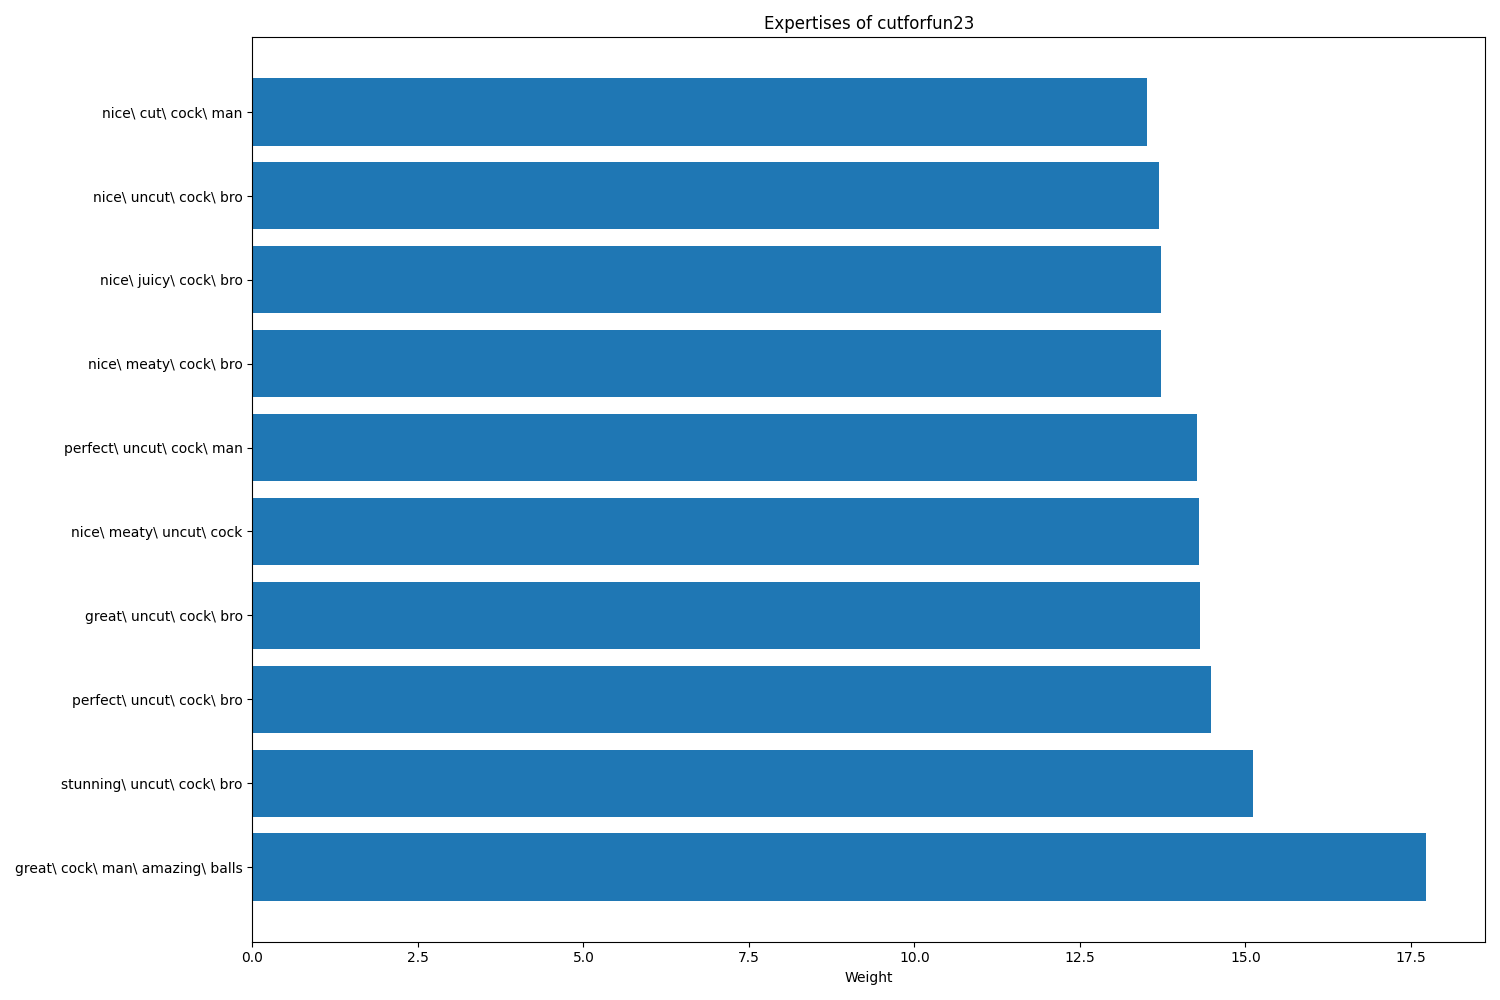 Expertises of cutforfun23
nice\ cut\ cock\ man
nice\ uncut\ cock\ bro
nice\ juicy\ cock\ bro
nice\ meaty\ cock\ bro
perfect\ uncut\ cock\ man
nice\ meaty\ uncut\ cock
great\ uncut\ cock\ bro
perfect\ uncut\ cock\ bro
stunning\ uncut\ cock\ bro
great\ cock\ man\ amazing\ balls
0.0 2.5 5.0 7.5 10.0 12.5 15.0 17.5
Weight